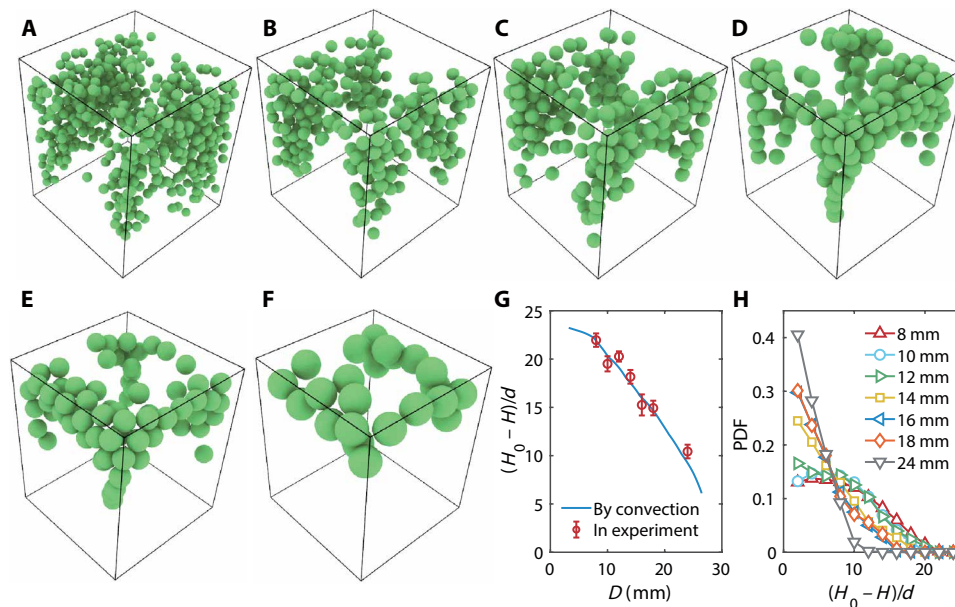 A
B
C
D
E
F
G
H
25
20
15
10
5
0
0
10
20
30
(H0 – H)/d
D (mm)
By convection
In experiment
0.4
0.3
0.2
0.1
0
0
10
20
PDF
(H0 – H)/d
8 mm
10 mm
12 mm
14 mm
16 mm
18 mm
24 mm